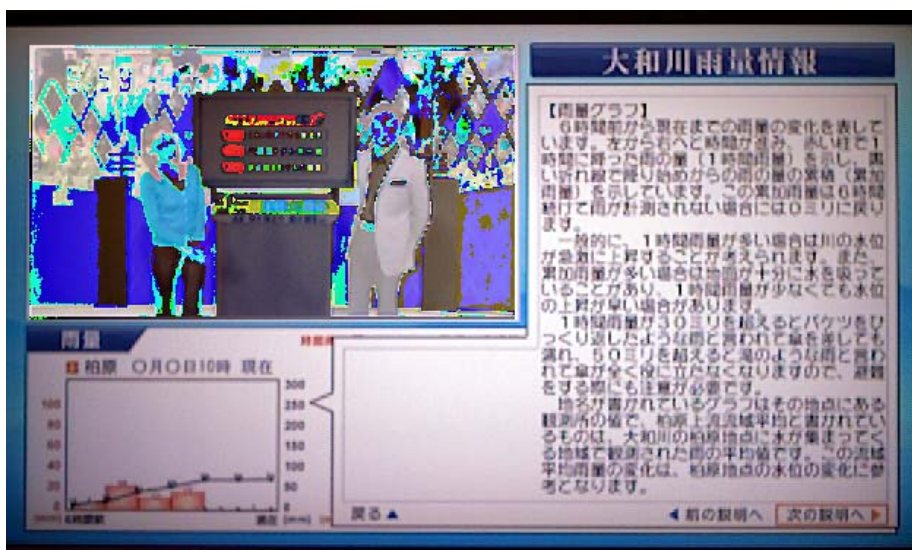 5:59
大和川雨量情報
【雨量グラフ】
6時間前から現在までの雨量の変化を表して
います。左から右へと時間が進み、赤い柱で1
時間に降った雨の量（1時間雨量）を示し、黒
い折れ線で降り始めからの雨の量の累積（累加
雨量）を示しています。この累加雨量は6時間
続けて雨が計測されない場合には0ミリに戻り
ます。
一般的に、1時間雨量が多い場合は川の水位
が急激に上昇することが考えられます。また、
累加雨量が多い場合は地面が十分に水を吸って
いることがあり、1時間雨量が少なくても水位
の上昇が早い場合があります。
1時間雨量が30ミリを超えるとバケツをひ
っくり返したような雨と言われて傘を差しても
濡れ、50ミリを超えると滝のような雨と言わ
れて傘が全く役に立たなくなりますので、避難
をする際にも注意が必要です。
地名が書かれているグラフはその地点にある
観測所の値で、柏原上流流域平均と書かれてい
るものは、大和川の柏原地点に水が集まってく
る地域で観測された雨の平均値です。この流域
平均雨量の変化は、柏原地点の水位の変化に参
考となります。
雨量
柏原 〇月〇日10時 現在
300
100 250
80 200
60 150
40 100
20 50
0 0
6時間前 現在 [mm]
戻る▲
◀前の説明へ
次の説明へ▶